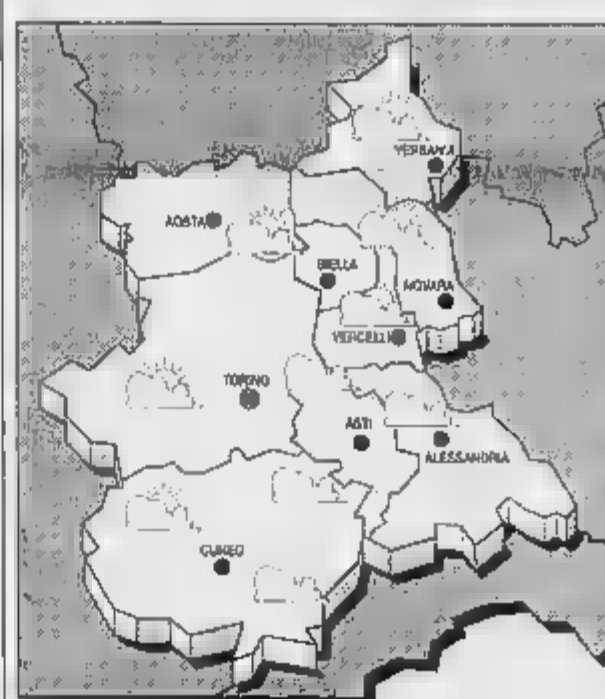 VERBANIA
AOSTA
BIELLA
NOVARA
VERCELLI
TORINO
ASTI
ALESSANDRIA
CUNEO